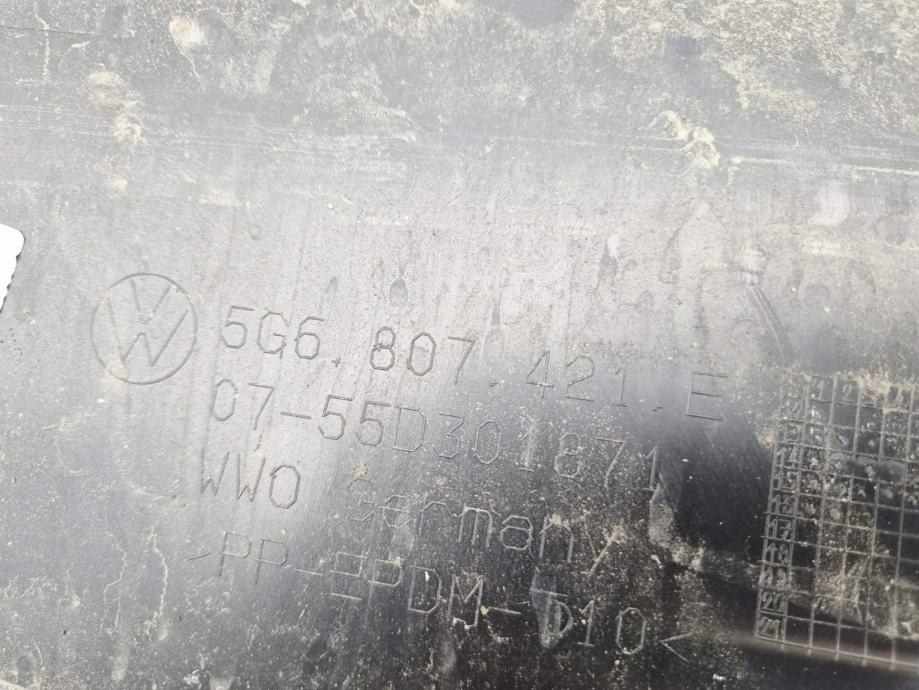 5G6.807.421.E
07-55D301871
WWO Germany
>PP-EPDM-T10<